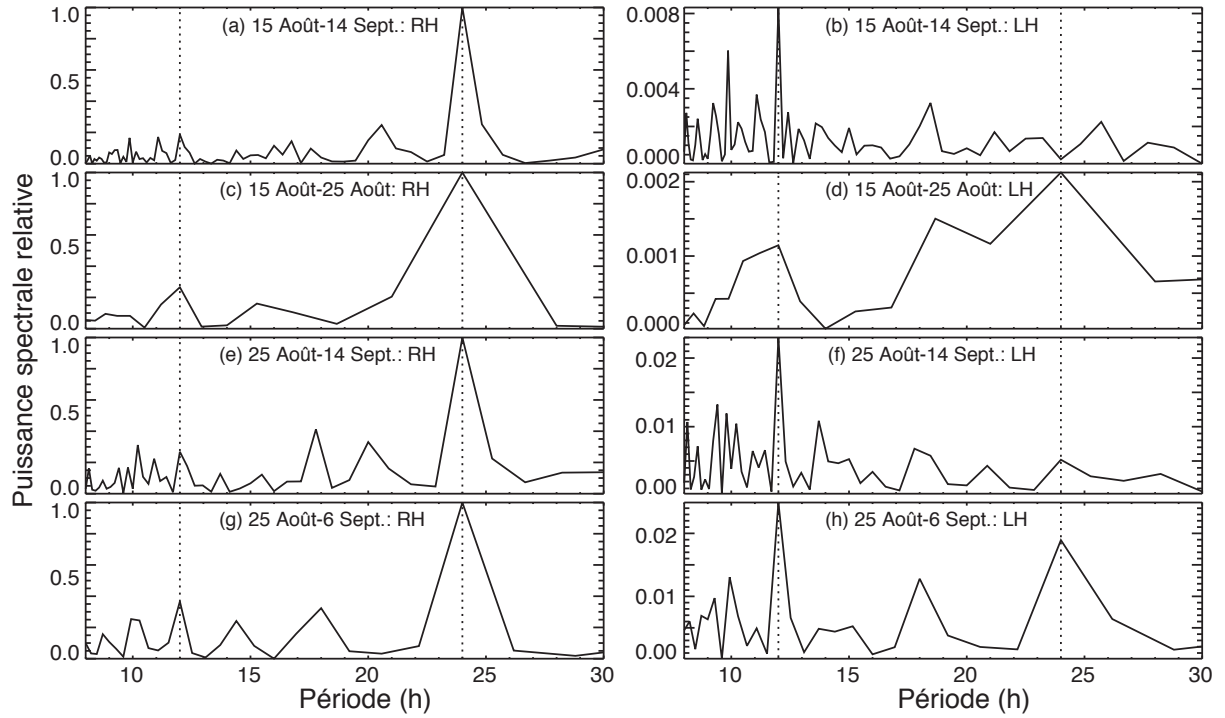 Puissance spectrale relative
(a) 15 Août-14 Sept.: RH
1.0
0.5
0.0
(b) 15 Août-14 Sept.: LH
0.008
0.004
0.000
(c) 15 Août-25 Août: RH
1.0
0.5
0.0
(d) 15 Août-25 Août: LH
0.002
0.001
0.000
(e) 25 Août-14 Sept.: RH
1.0
0.5
0.0
(f) 25 Août-14 Sept.: LH
0.02
0.01
0.00
(g) 25 Août-6 Sept.: RH
1.0
0.5
0.0
(h) 25 Août-6 Sept.: LH
0.02
0.01
0.00
10 15 20 25 30
10 15 20 25 30
Période (h)
Période (h)